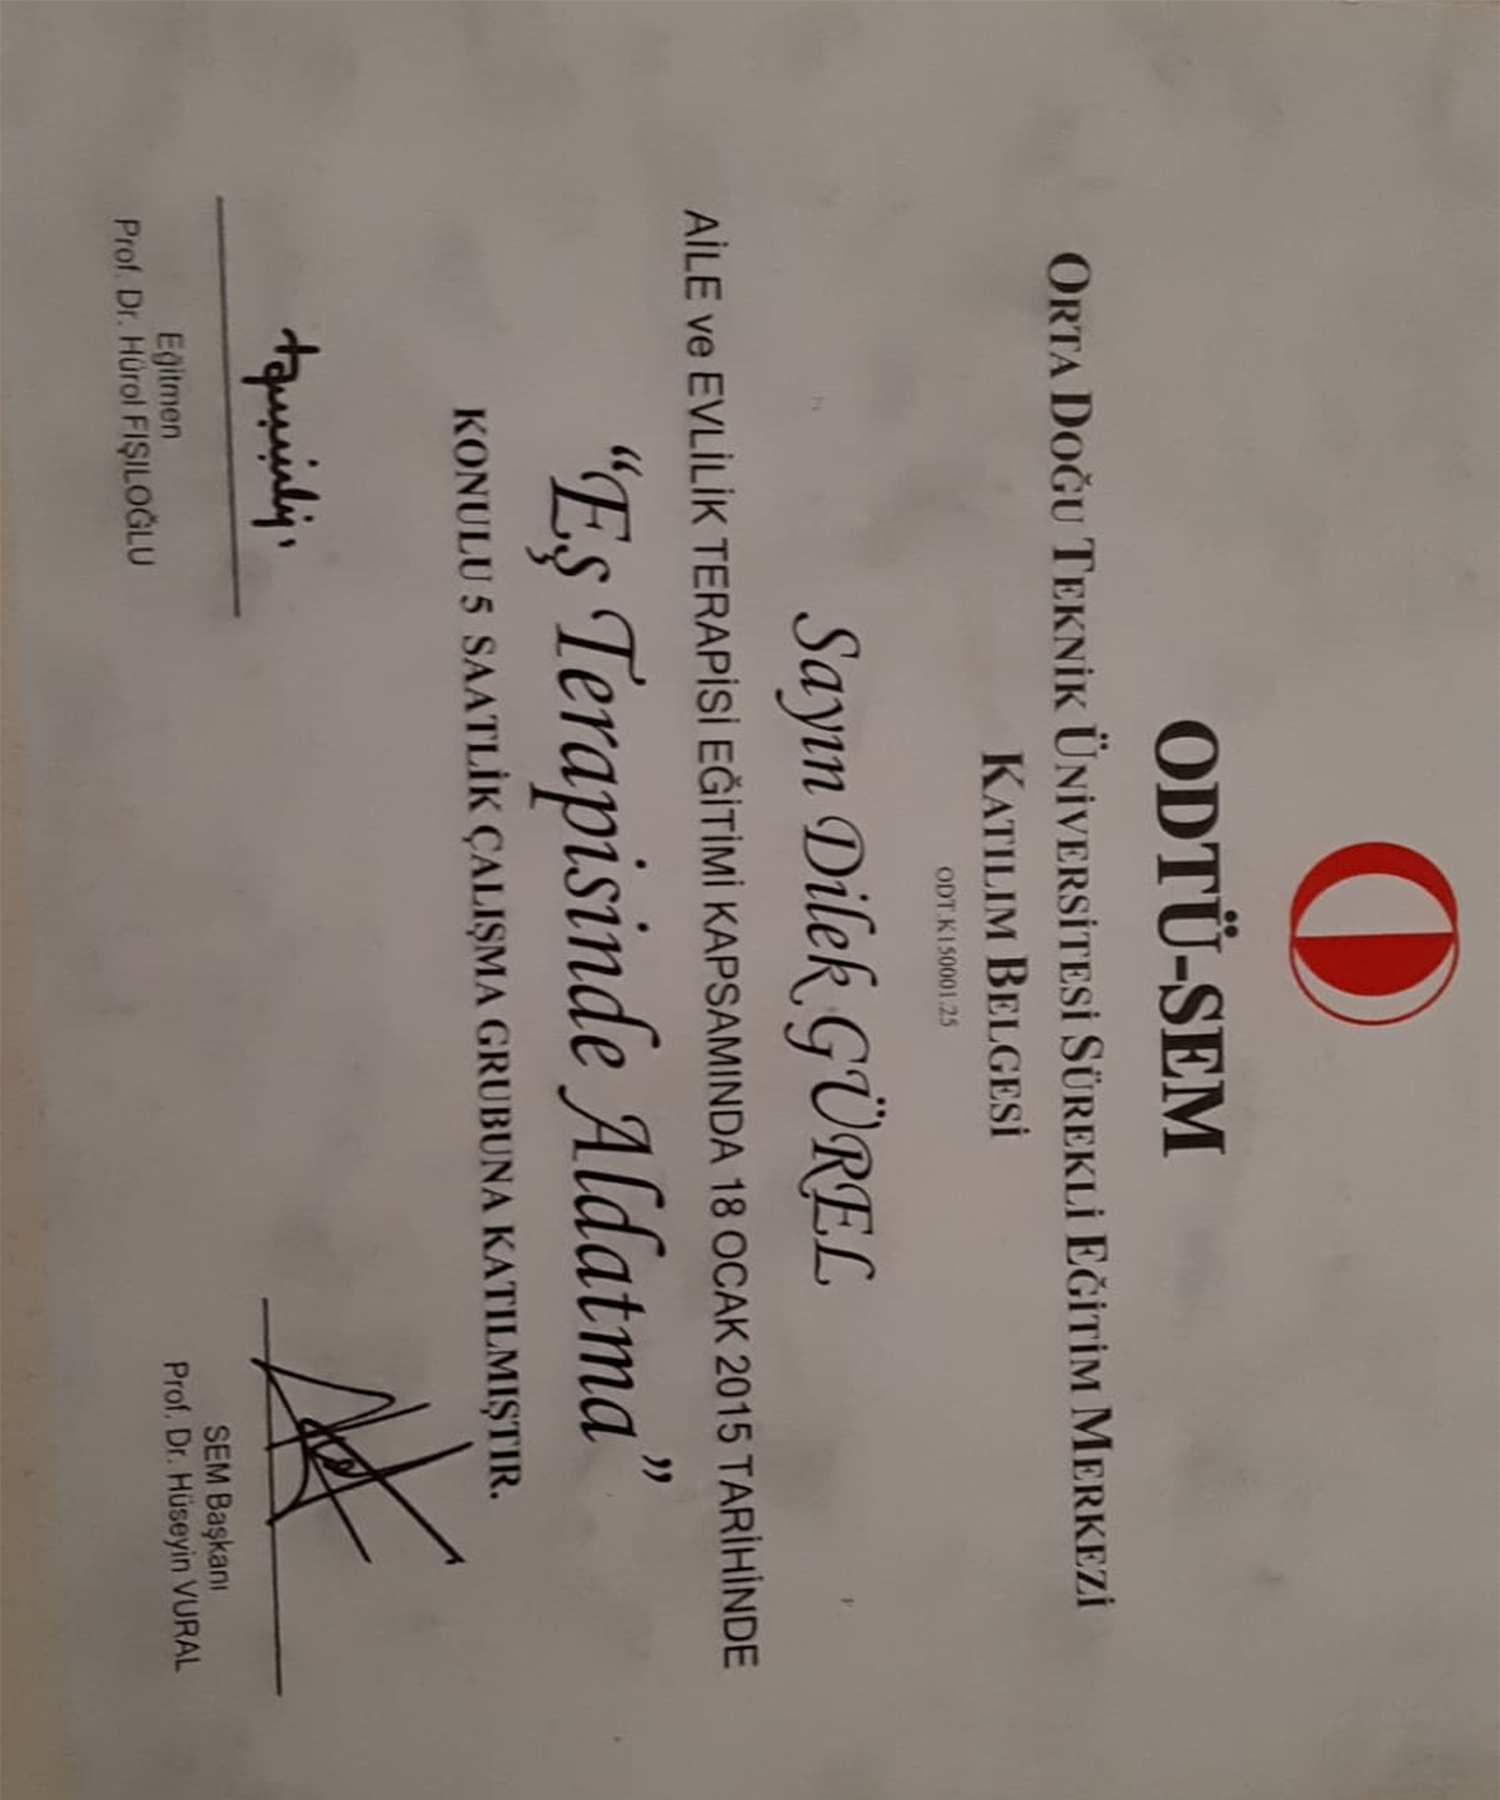 ODTÜ-SEM
ORTA DOĞU TEKNİK ÜNİVERSİTESİ SÜREKLİ EĞİTİM MERKEZİ
KATILIM BELGESİ
ODT.K150001.25
Sayın Dilek GÜREL
AİLE ve EVLİLİK TERAPİSİ EĞİTİMİ KAPSAMINDA 18 OCAK 2015 TARİHİNDE
“Eş Terapisinde Aldatma”
KONULU 5 SAATLİK ÇALIŞMA GRUBUNA KATILMIŞTIR.
Eğitmen
Prof. Dr. Hürol FIŞILOĞLU
SEM Başkanı
Prof. Dr. Hüseyin VURAL